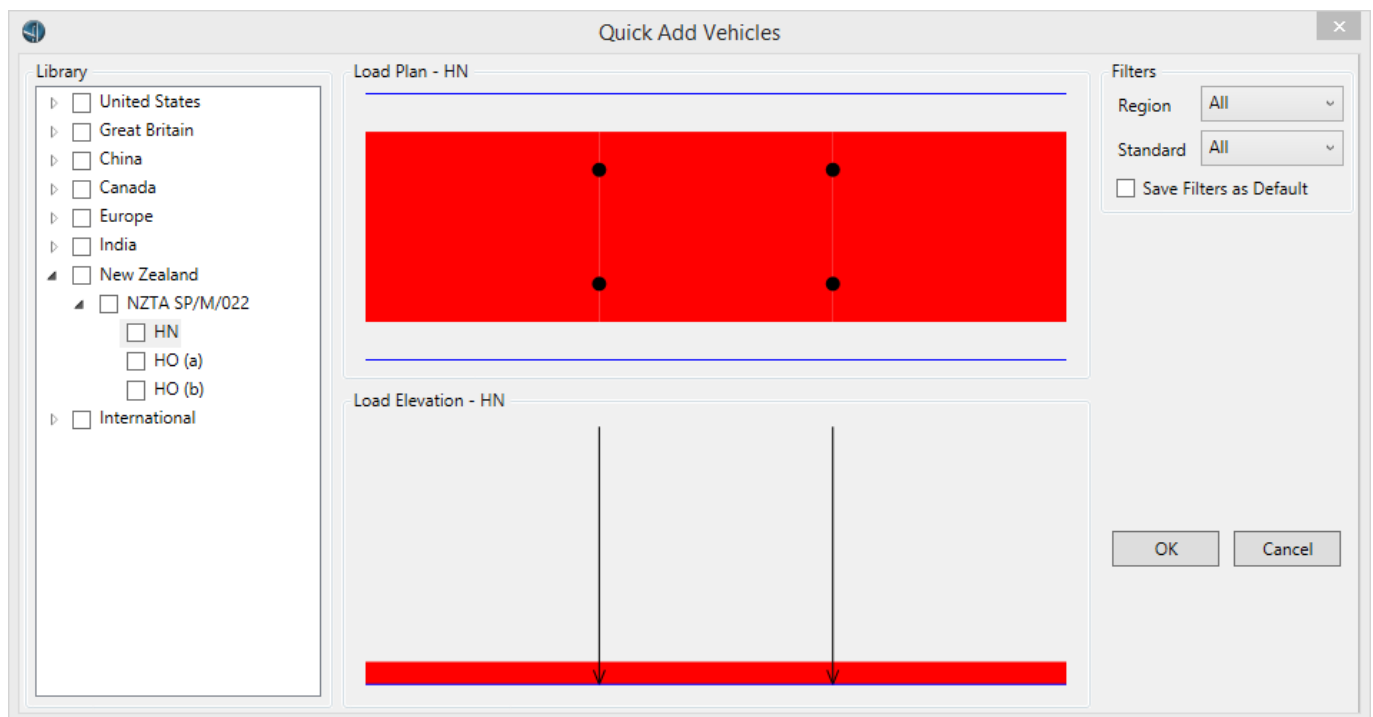 Quick Add Vehicles
Library
United States
Great Britain
China
Canada
Europe
India
New Zealand
NZTA SP/M/022
HN
HO (a)
HO (b)
International
Load Plan - HN
Load Elevation - HN
Filters
Region All
Standard All
Save Filters as Default
OK Cancel